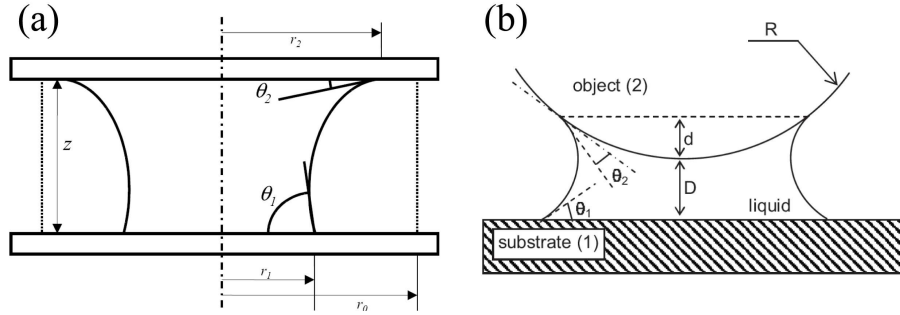 (a)
r₂
θ₂
z
θ₁
r₁
r₀
(b)
R
object (2)
d
θ₂
D
θ₁
liquid
substrate (1)